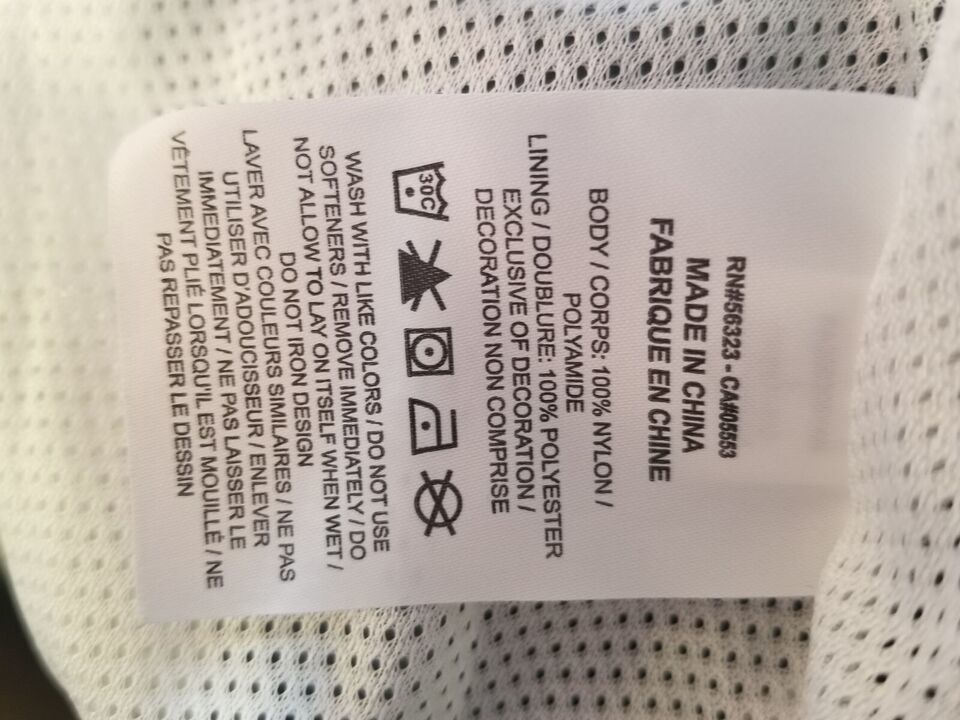 RN#56323 - CA#05553
MADE IN CHINA
FABRIQUE EN CHINE
BODY / CORPS: 100% NYLON /
POLYAMIDE
LINING / DOUBLURE: 100% POLYESTER
EXCLUSIVE OF DECORATION /
DECORATION NON COMPRISE
30C
WASH WITH LIKE COLORS / DO NOT USE
SOFTENERS / REMOVE IMMEDIATELY / DO
NOT ALLOW TO LAY ON ITSELF WHEN WET /
DO NOT IRON DESIGN
LAVER AVEC COULEURS SIMILAIRES / NE PAS
UTILISER D'ADOUCISSEUR / ENLEVER
IMMEDIATEMENT / NE PAS LAISSER LE
VÊTEMENT PLIÉ LORSQU'IL EST MOUILLÉ / NE
PAS REPASSER LE DESSIN